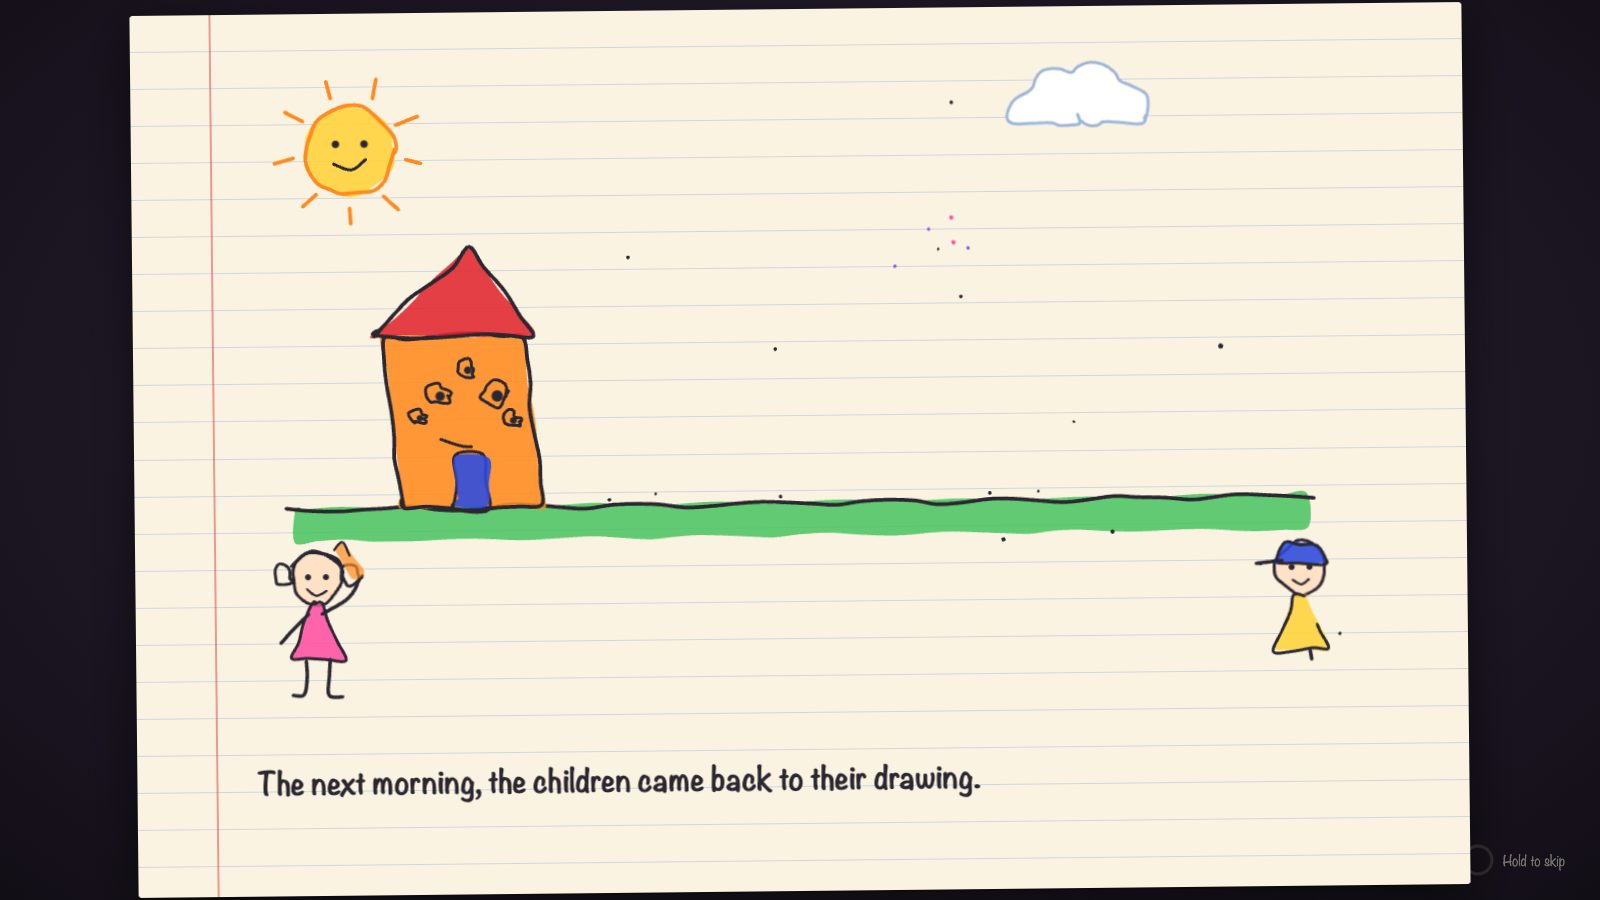 The next morning, the children came back to their drawing.
Hold to skip